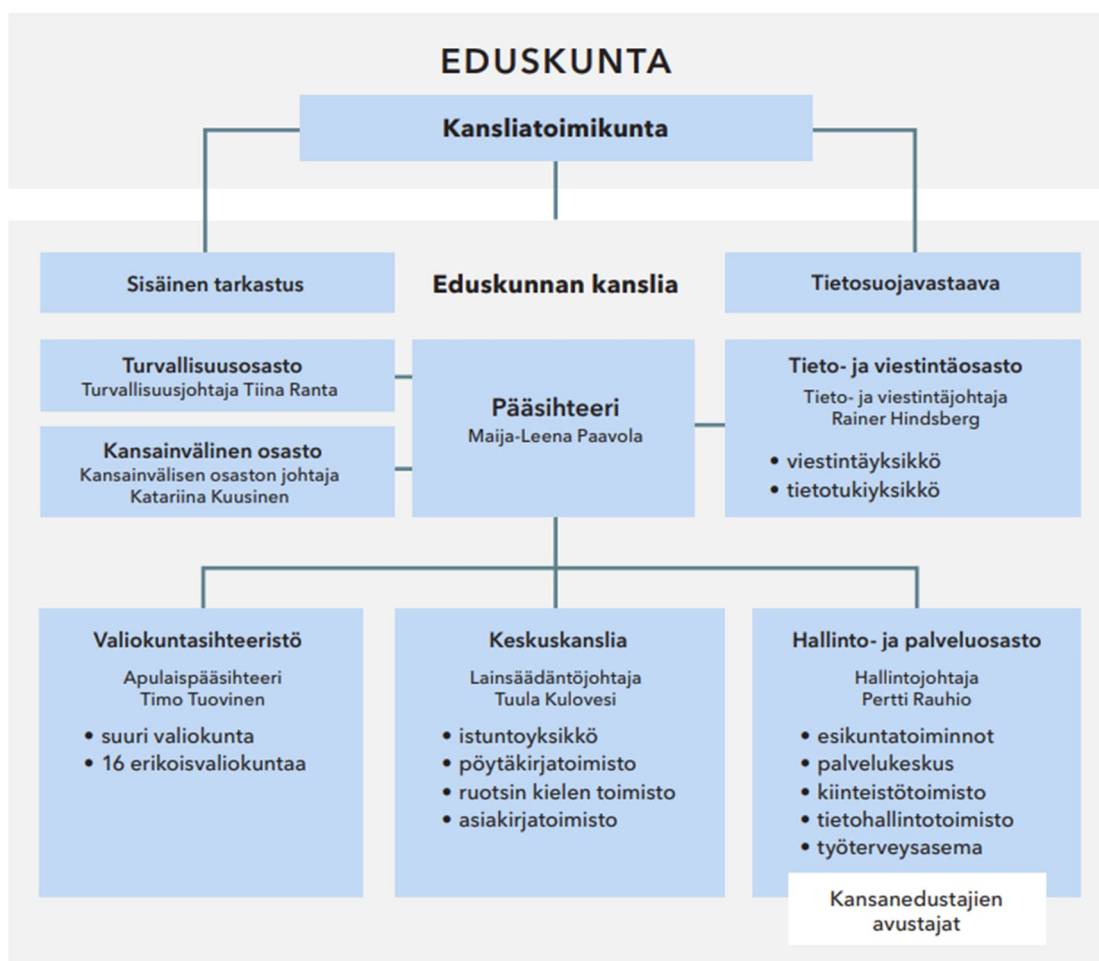 EDUSKUNTA
Kansliatoimikunta
Sisäinen tarkastus
Eduskunnan kanslia
Tietosuojavastaava
Turvallisuusosasto
Turvallisuusjohtaja Tiina Ranta
Kansainvälinen osasto
Kansainvälisen osaston johtaja
Katariina Kuusinen
Pääsihteeri
Maija-Leena Paavola
Tieto- ja viestintäosasto
Tieto- ja viestintäjohtaja
Rainer Hindsberg
• viestintäyksikkö
• tietotukiyksikkö
Valiokuntasihteeristö
Apulaispääsihteeri
Timo Tuovinen
• suuri valiokunta
• 16 erikoisvaliokuntaa
Keskuskanslia
Lainsäädäntöjohtaja
Tuula Kulovesi
• istuntoyksikkö
• pöytäkirjatoimisto
• ruotsin kielen toimisto
• asiakirjatoimisto
Hallinto- ja palveluosasto
Hallintojohtaja
Pertti Rauhio
• esikuntatoiminnot
• palvelukeskus
• kiinteistötoimisto
• tietohallintotoimisto
• työterveysasema
Kansanedustajien
avustajat